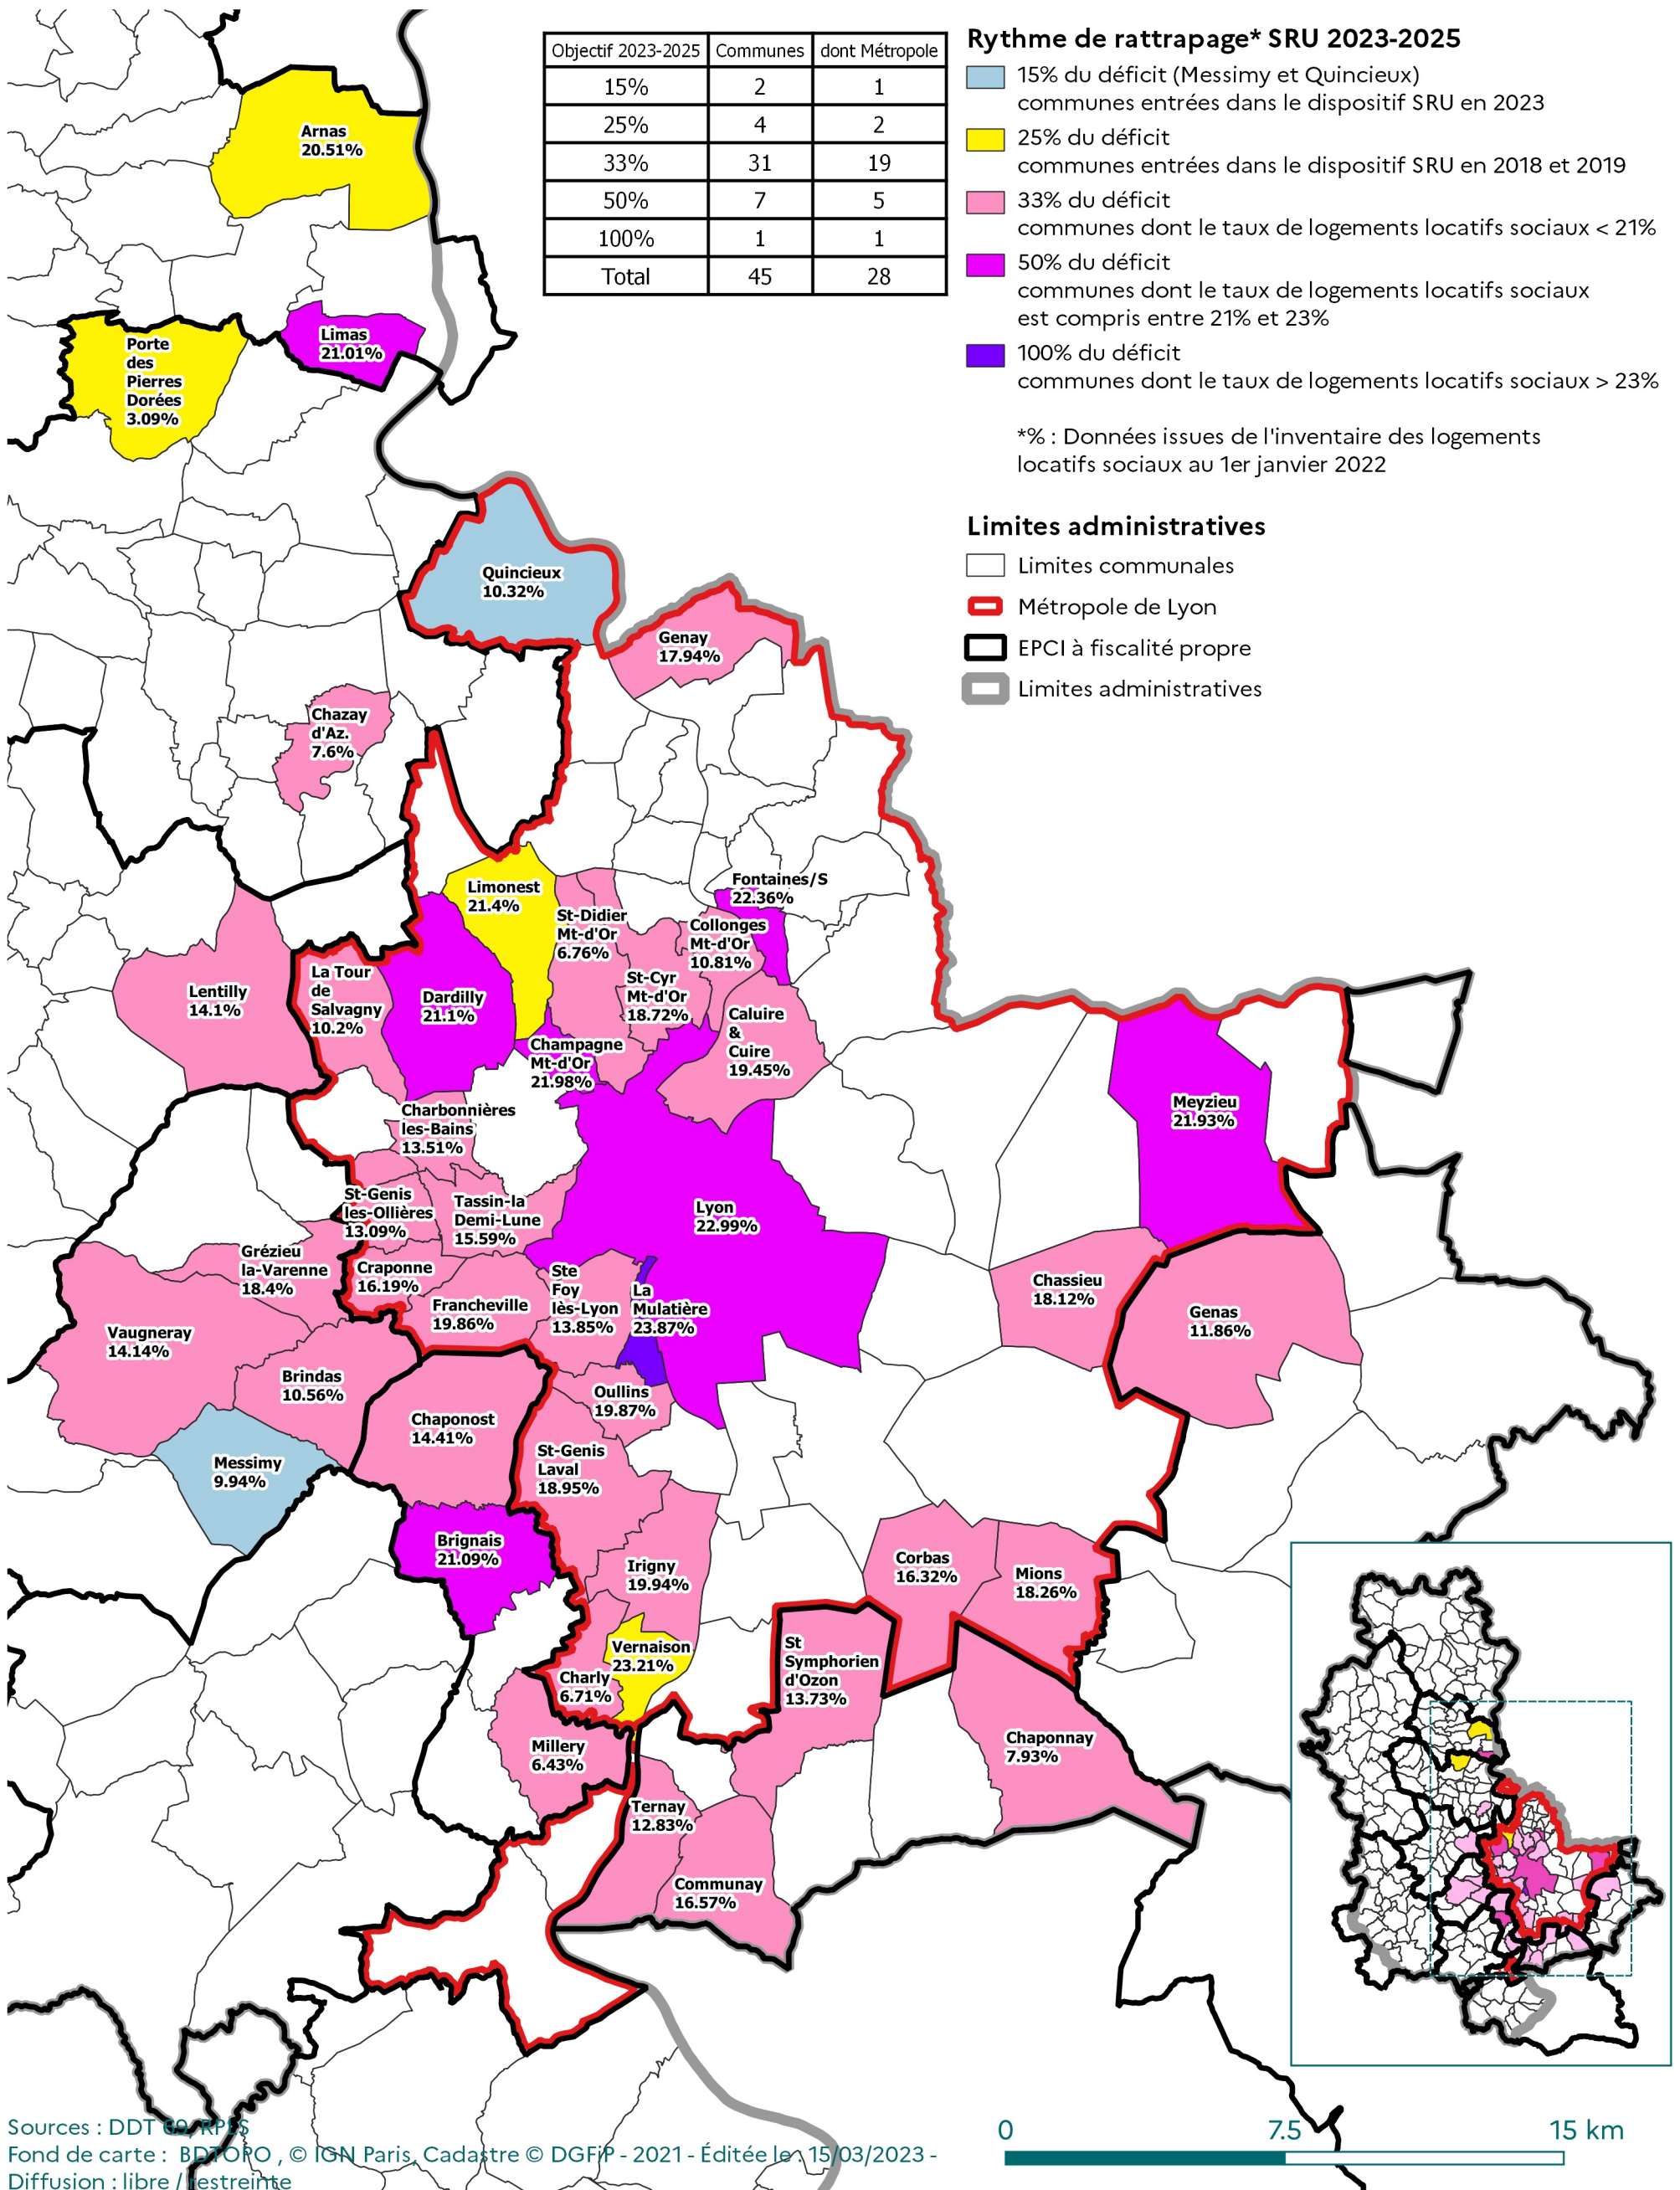 Objectif 2023-2025 Communes dont Métropole
15% 2 1
25% 4 2
33% 31 19
50% 7 5
100% 1 1
Total 45 28
Rythme de rattrapage* SRU 2023-2025
15% du déficit (Messimy et Quincieux)
communes entrées dans le dispositif SRU en 2023
25% du déficit
communes entrées dans le dispositif SRU en 2018 et 2019
33% du déficit
communes dont le taux de logements locatifs sociaux < 21%
50% du déficit
communes dont le taux de logements locatifs sociaux
est compris entre 21% et 23%
100% du déficit
communes dont le taux de logements locatifs sociaux > 23%
*% : Données issues de l'inventaire des logements
locatifs sociaux au 1er janvier 2022
Limites administratives
Limites communales
Métropole de Lyon
EPCI à fiscalité propre
Limites administratives
Arnas
20.51%
Limas
21.01%
Porte
des
Pierres
Dorées
3.09%
Quincieux
10.32%
Genay
17.94%
Chazay
d'Az.
7.6%
Limonest
21.4%
Fontaines/S
22.36%
St-Didier
Mt-d'Or
6.76%
Collonges
Mt-d'Or
10.81%
St-Cyr
Mt-d'Or
18.72%
Lentilly
14.1%
La Tour
de
Salvagny
10.2%
Dardilly
21.1%
Caluire
&
Cuire
19.45%
Champagne
Mt-d'Or
21.98%
Charbonnières
les-Bains
13.51%
Meyzieu
21.93%
St-Genis
les-Ollières
13.09%
Tassin-la
Demi-Lune
15.59%
Lyon
22.99%
Grézieu
la-Varenne
18.4%
Craponne
16.19%
Francheville
19.86%
Ste
Foy
lès-Lyon
13.85%
La
Mulatière
23.87%
Chassieu
18.12%
Genas
11.86%
Vaugneray
14.14%
Brindas
10.56%
Chaponost
14.41%
Oullins
19.87%
Messimy
9.94%
St-Genis
Laval
18.95%
Brignais
21.09%
Irigny
19.94%
Corbas
16.32%
Mions
18.26%
Vernaison
23.21%
Charly
6.71%
St
Symphorien
d'Ozon
13.73%
Millery
6.43%
Chaponnay
7.93%
Ternay
12.83%
Communay
16.57%
Sources : DDT 69, RPLS
Fond de carte : BDTOPO , © IGN Paris, Cadastre © DGFiP - 2021 - Éditée le : 15/03/2023 -
Diffusion : libre / restreinte
0 7.5 15 km